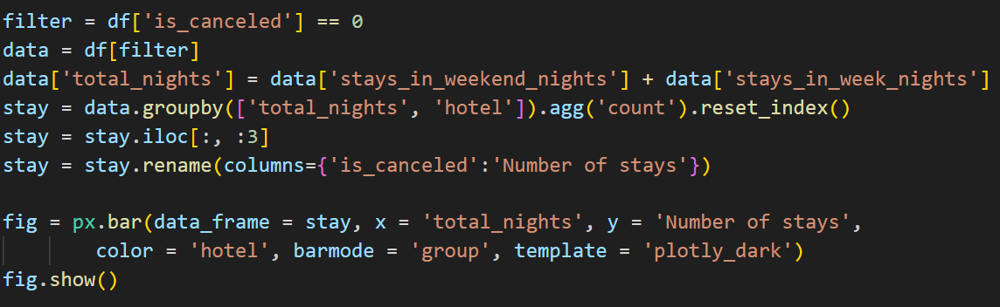 filter = df['is_canceled'] == 0
data = df[filter]
data['total_nights'] = data['stays_in_weekend_nights'] + data['stays_in_week_nights']
stay = data.groupby(['total_nights', 'hotel']).agg('count').reset_index()
stay = stay.iloc[:, :3]
stay = stay.rename(columns={'is_canceled':'Number of stays'})

fig = px.bar(data_frame = stay, x = 'total_nights', y = 'Number of stays',
        color = 'hotel', barmode = 'group', template = 'plotly_dark')
fig.show()